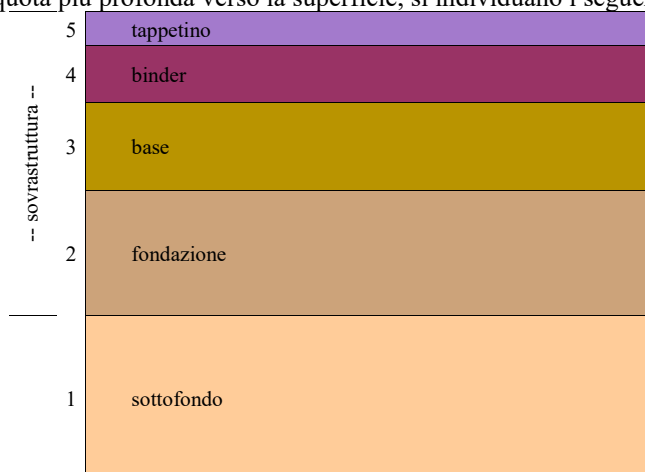 quota più profonda verso la superficie, si individuano i
5 tappetino
4 binder
-- sovrastruttura --
3 base
2 fondazione
1 sottofondo